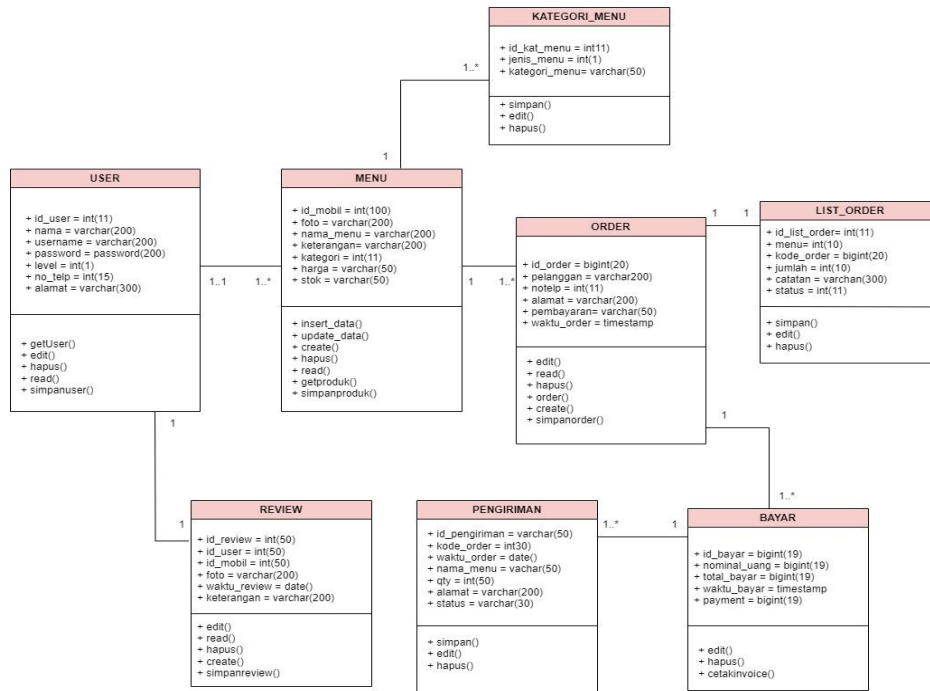 KATEGORI_MENU
+ id_kat_menu = int11)
+ jenis_menu = int(1)
+ kategori_menu= varchar(50)
+ simpan()
+ edit()
+ hapus()
1..*
1
USER
+ id_user = int(11)
+ nama = varchar(200)
+ username = varchar(200)
+ password = password(200)
+ level = int(1)
+ no_telp = int(15)
+ alamat = varchar(300)
+ getUser()
+ edit()
+ hapus()
+ read()
+ simpanuser()
1..1
1..*
MENU
+ id_mobil = int(100)
+ foto = varchar(200)
+ nama_menu = varchar(200)
+ keterangan= varchar(200)
+ kategori = int(11)
+ harga = varchar(50)
+ stok = varchar(50)
+ insert_data()
+ update_data()
+ create()
+ hapus()
+ read()
+ getproduk()
+ simpanproduk()
1
1..*
ORDER
+ id_order = bigint(20)
+ pelanggan = varchar200)
+ notelp = int(11)
+ alamat = varchar(200)
+ pembayaran= varchar(50)
+ waktu_order = timestamp
+ edit()
+ read()
+ hapus()
+ order()
+ create()
+ simpanorder()
1
1
LIST_ORDER
+ id_list_order= int(11)
+ menu= int(10)
+ kode_order = bigint(20)
+ jumlah = int(10)
+ catatan = varchan(300)
+ status = int(11)
+ simpan()
+ edit()
+ hapus()
1
1
1
1..*
REVIEW
+ id_review = int(50)
+ id_user = int(50)
+ id_mobil = int(50)
+ foto = varchar(200)
+ waktu_review = date()
+ keterangan = varchar(200)
+ edit()
+ read()
+ hapus()
+ create()
+ simpanreview()
PENGIRIMAN
+ id_pengiriman = varchar(50)
+ kode_order = int30)
+ waktu_order = date()
+ nama_menu = vachar(50)
+ qty = int(50)
+ alamat = varchar(200)
+ status = varchar(30)
+ simpan()
+ edit()
+ hapus()
1..*
1
BAYAR
+ id_bayar = bigint(19)
+ nominal_uang = bigint(19)
+ total_bayar = bigint(19)
+ waktu_bayar = timestamp
+ payment = bigint(19)
+ edit()
+ hapus()
+ cetakinvoice()